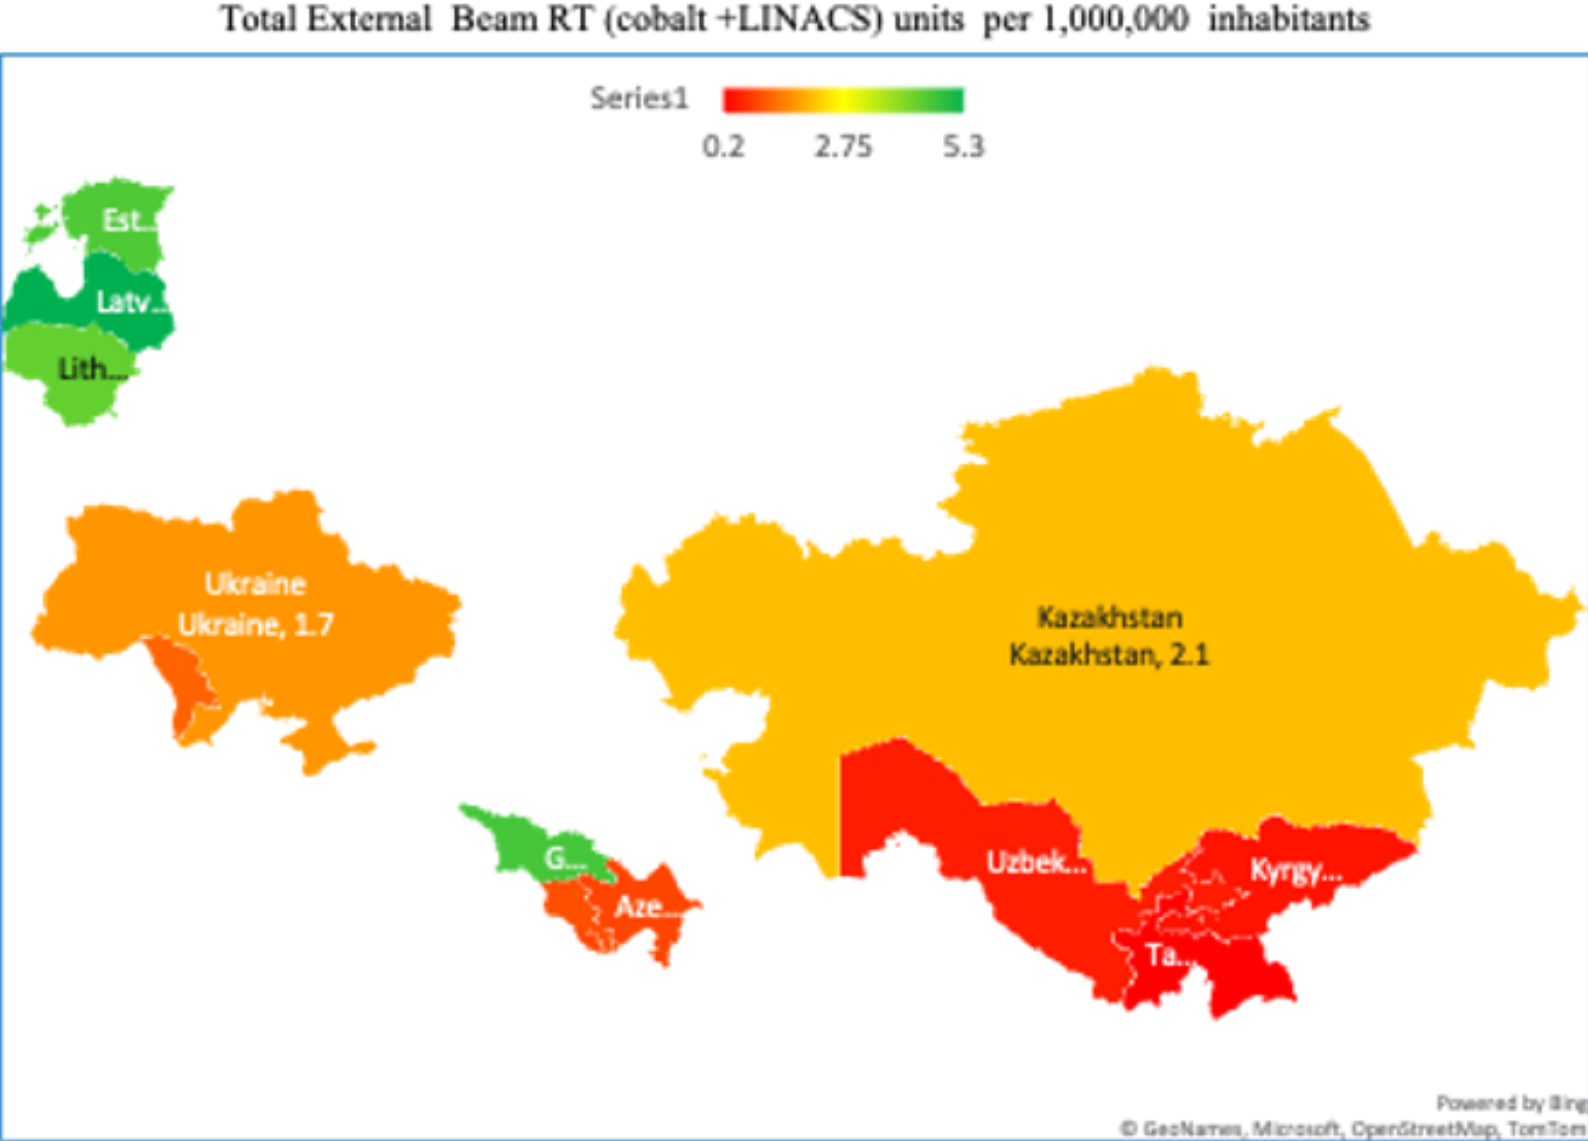 Total External Beam RT (cobalt +LINACS) units per 1,000,000 inhabitants
Series1
0.2 2.75 5.3
Est...
Latv...
Lith...
Ukraine
Ukraine, 1.7
Kazakhstan
Kazakhstan, 2.1
G...
Aze...
Uzbek...
Kyrgy...
Ta...
Powered by Bing
© GeoNames, Microsoft, OpenStreetMap, TomTom